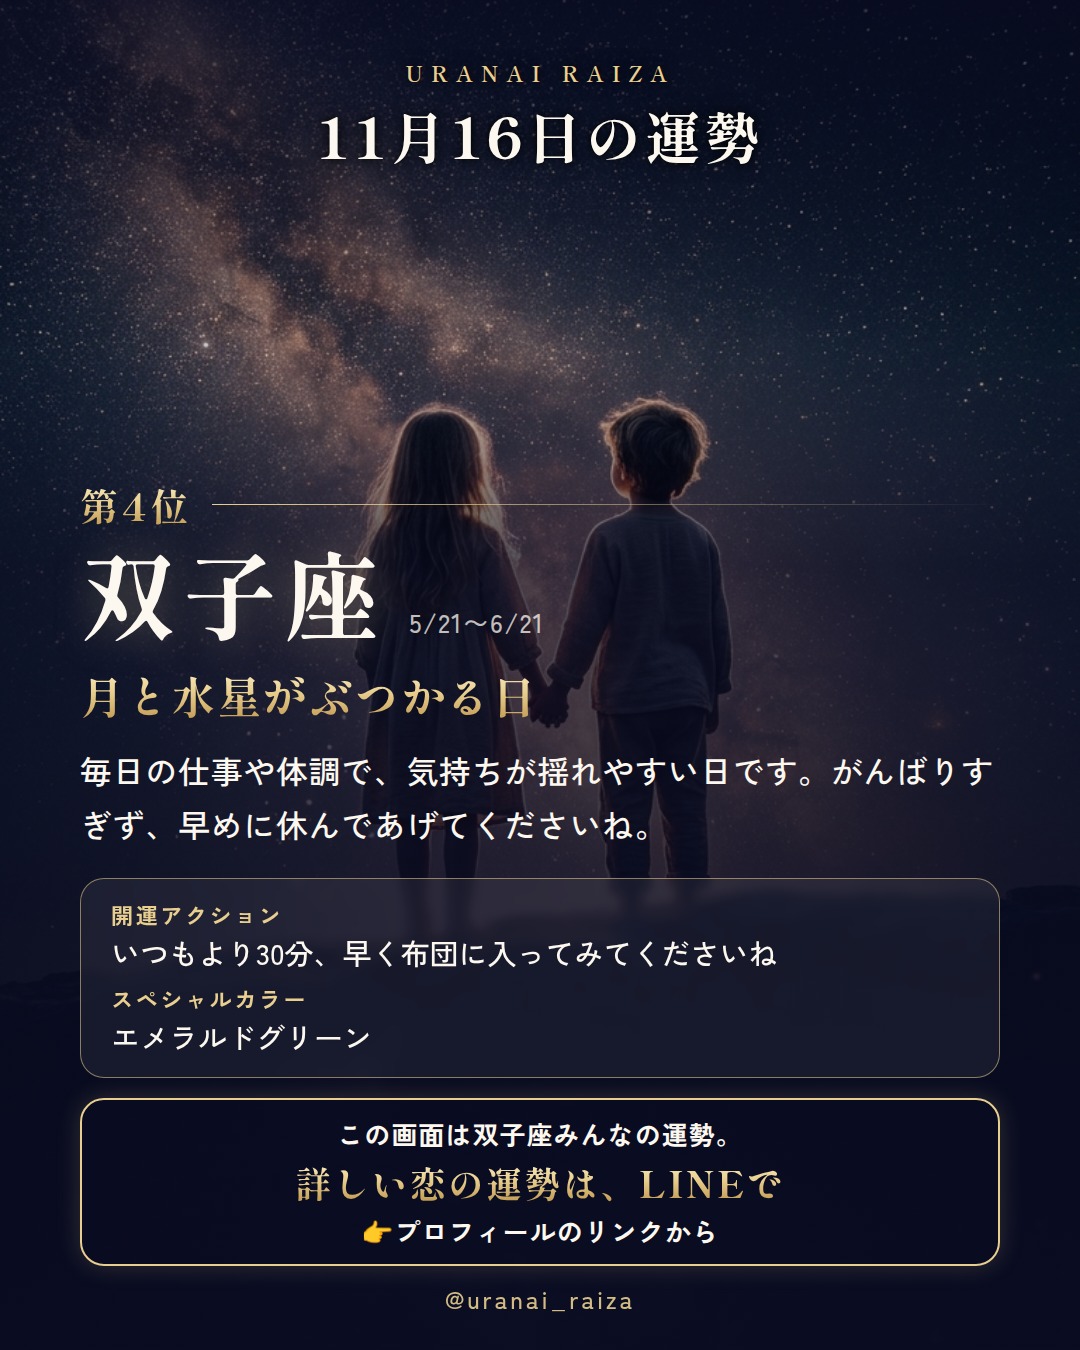 URANAI RAIZA
11月16日の運勢
第4位
双子座 5/21〜6/21
月と水星がぶつかる日
毎日の仕事や体調で、気持ちが揺れやすい日です。がんばりす
ぎず、早めに休んであげてくださいね。
開運アクション
いつもより30分、早く布団に入ってみてくださいね
スペシャルカラー
エメラルドグリーン
この画面は双子座みんなの運勢。
詳しい恋の運勢は、LINEで
👉プロフィールのリンクから
@uranai_raiza